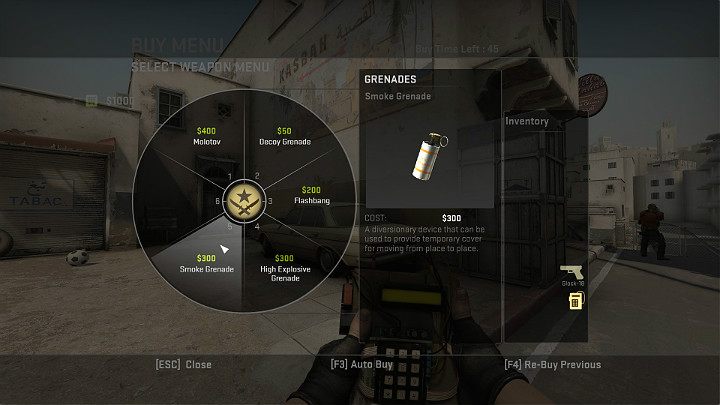 BUY MENU
Buy Time Left : 45
SELECT WEAPON MENU
KASBAH
$1000
GRENADES
Smoke Grenade
Inventory
$400
Molotov
$50
Decoy Grenade
1
2
$200
Flashbang
6
3
5
4
$300
Smoke Grenade
$300
High Explosive
Grenade
COST: $300
A diversionary device that can be
used to provide temporary cover
for moving from place to place.
تبغ
TABAC
Glock-18
[ESC] Close
[F3] Auto Buy
[F4] Re-Buy Previous